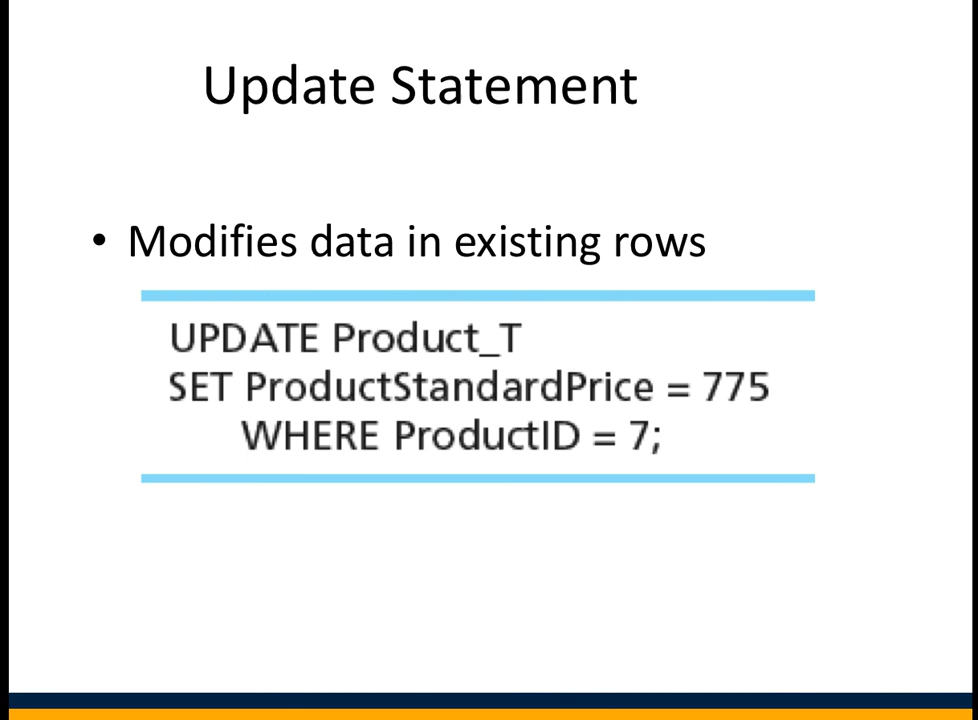 Update Statement
• Modifies data in existing rows
UPDATE Product_T
SET ProductStandardPrice = 775
WHERE ProductID = 7;